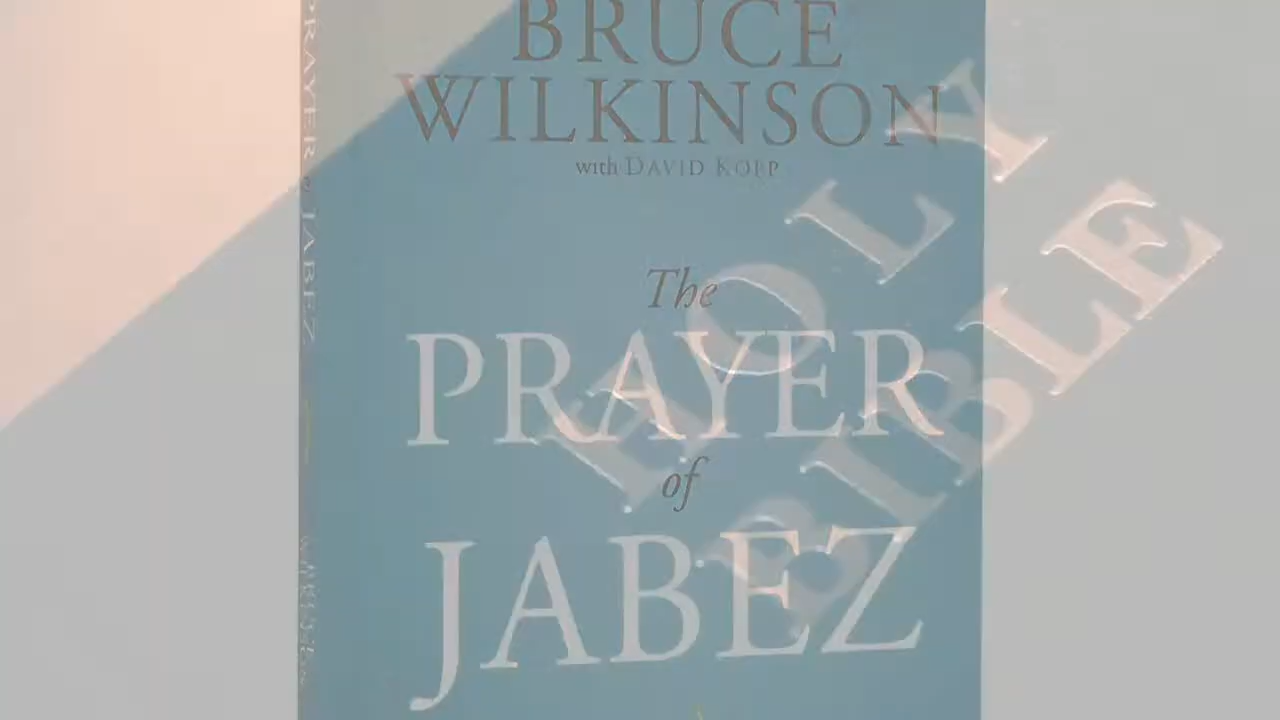 BRUCE
WILKINSON
with DAVID KOPP
The
PRAYER
of
JABEZ
PRAYER of JABEZ
HOLY
BIBLE